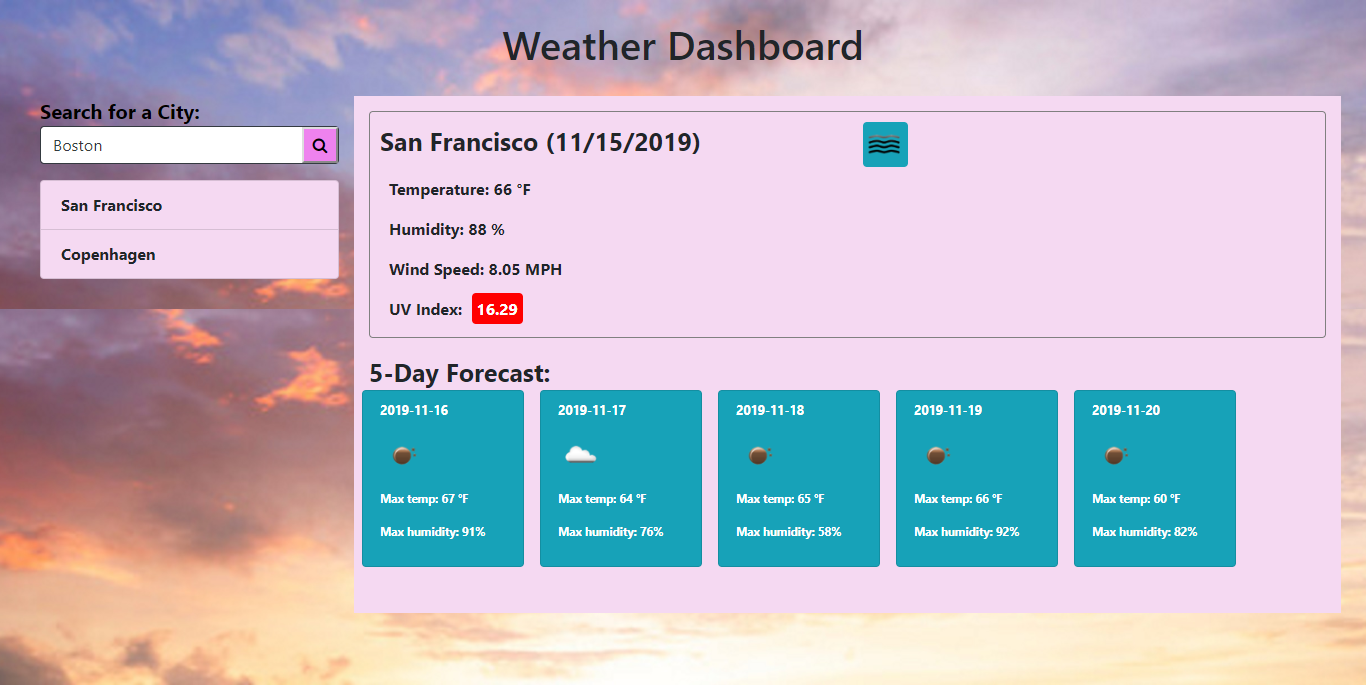 Weather Dashboard
Search for a City:
Boston
San Francisco
Copenhagen
San Francisco (11/15/2019)
Temperature: 66 °F
Humidity: 88 %
Wind Speed: 8.05 MPH
UV Index: 16.29
5-Day Forecast:
2019-11-16
Max temp: 67 °F
Max humidity: 91%
2019-11-17
Max temp: 64 °F
Max humidity: 76%
2019-11-18
Max temp: 65 °F
Max humidity: 58%
2019-11-19
Max temp: 66 °F
Max humidity: 92%
2019-11-20
Max temp: 60 °F
Max humidity: 82%